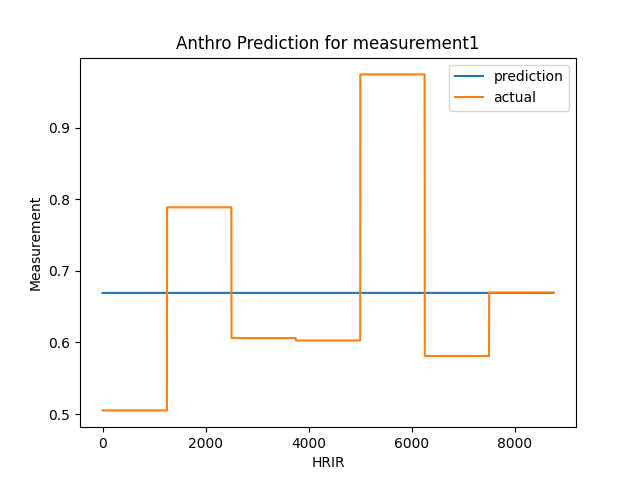 Anthro Prediction for measurement1
prediction
actual
Measurement
0.9
0.8
0.7
0.6
0.5
0
2000
4000
6000
8000
HRIR